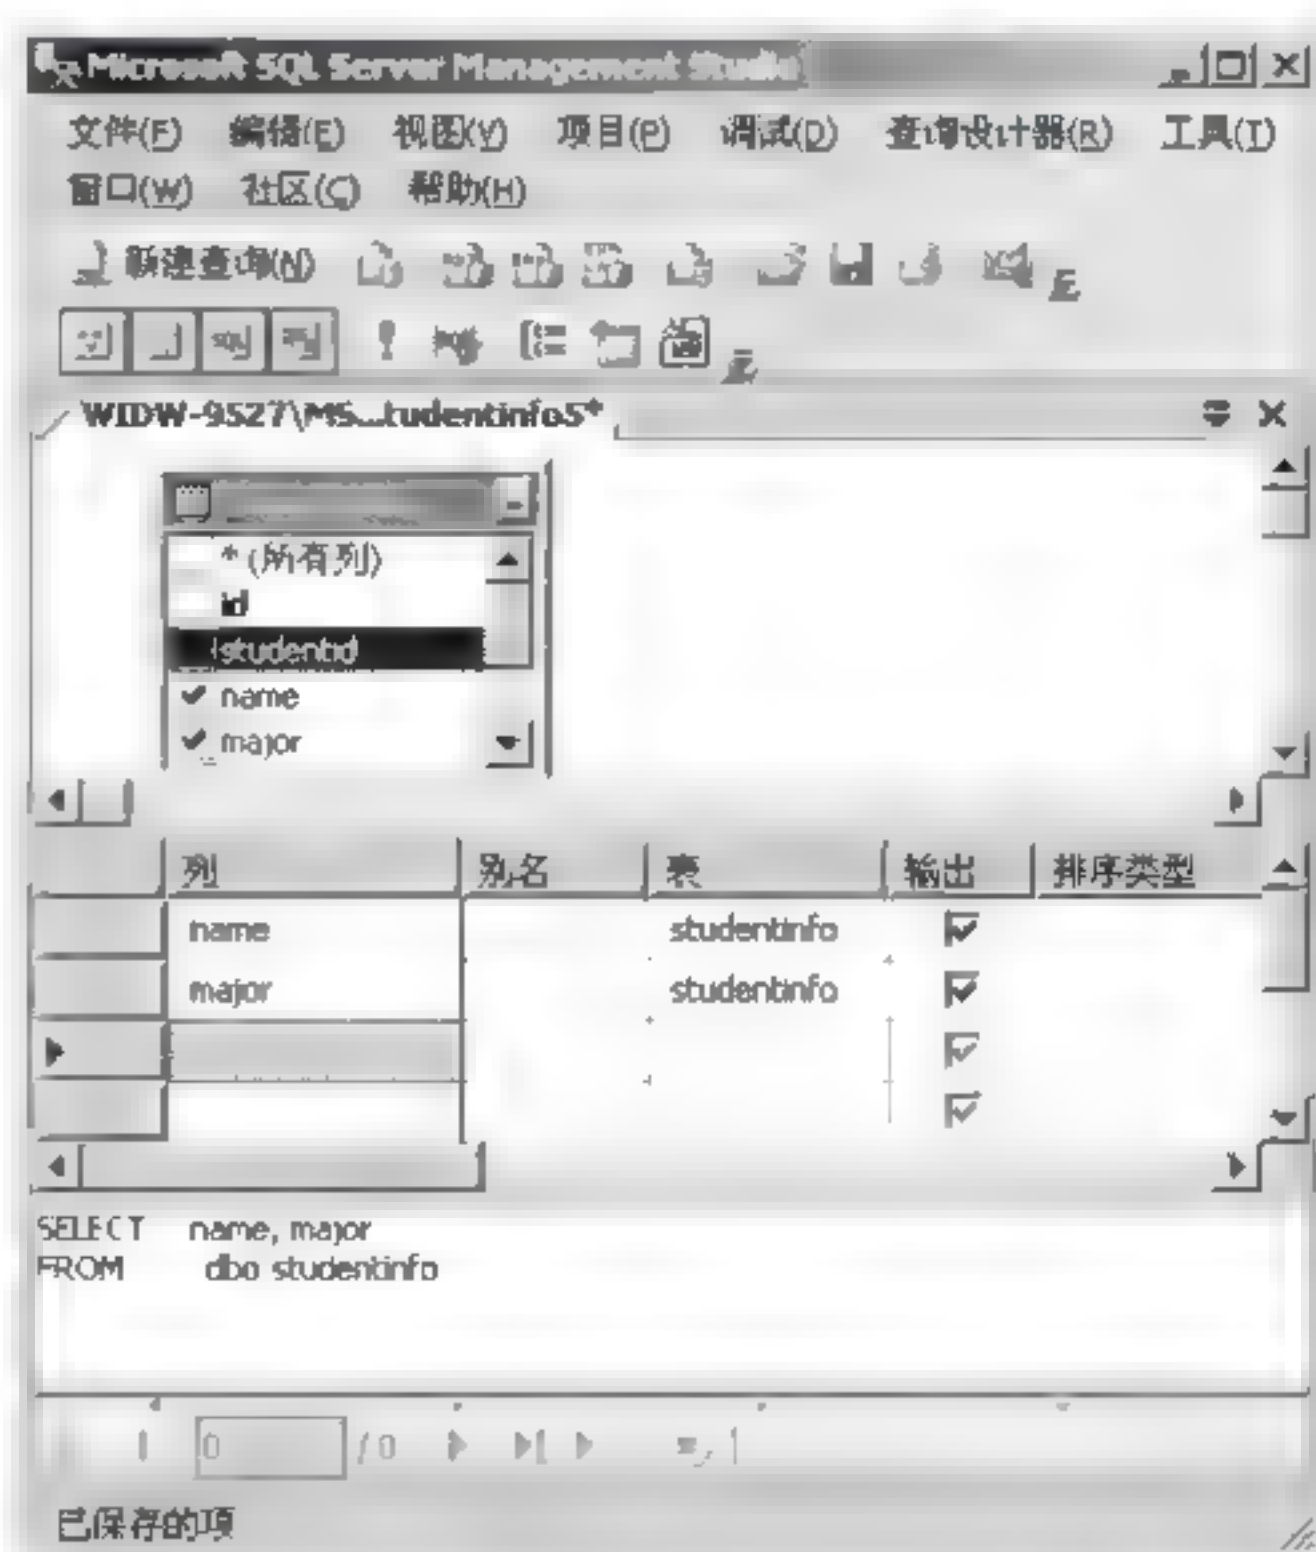 Microsoft SQL Server Management Studio
文件(F) 编辑(E) 视图(V) 项目(P) 调试(D) 查询设计器(R) 工具(T)
窗口(W) 社区(C) 帮助(H)
新建查询(N)
WIDW-9527\MS...tudentinfo5*
* (所有列)
id
studentid
name
major
列 别名 表 输出 排序类型
name studentinfo
major studentinfo
SELECT name, major
FROM dbo studentinfo
0 / 0
已保存的项